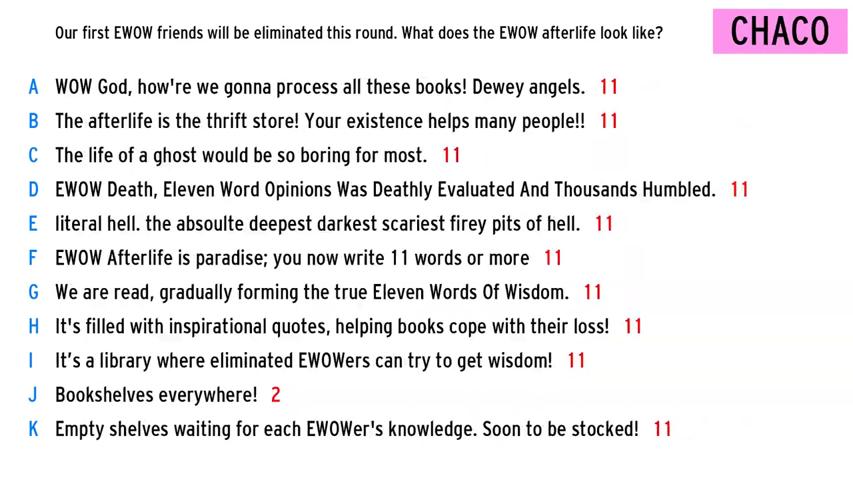 Our first EWOW friends will be eliminated this round. What does the EWOW afterlife look like?
CHACO
A WOW God, how're we gonna process all these books! Dewey angels. 11
B The afterlife is the thrift store! Your existence helps many people!! 11
C The life of a ghost would be so boring for most. 11
D EWOW Death, Eleven Word Opinions Was Deathly Evaluated And Thousands Humbled. 11
E literal hell. the absoulte deepest darkest scariest firey pits of hell. 11
F EWOW Afterlife is paradise; you now write 11 words or more 11
G We are read, gradually forming the true Eleven Words Of Wisdom. 11
H It's filled with inspirational quotes, helping books cope with their loss! 11
I It’s a library where eliminated EWOWers can try to get wisdom! 11
J Bookshelves everywhere! 2
K Empty shelves waiting for each EWOWer's knowledge. Soon to be stocked! 11